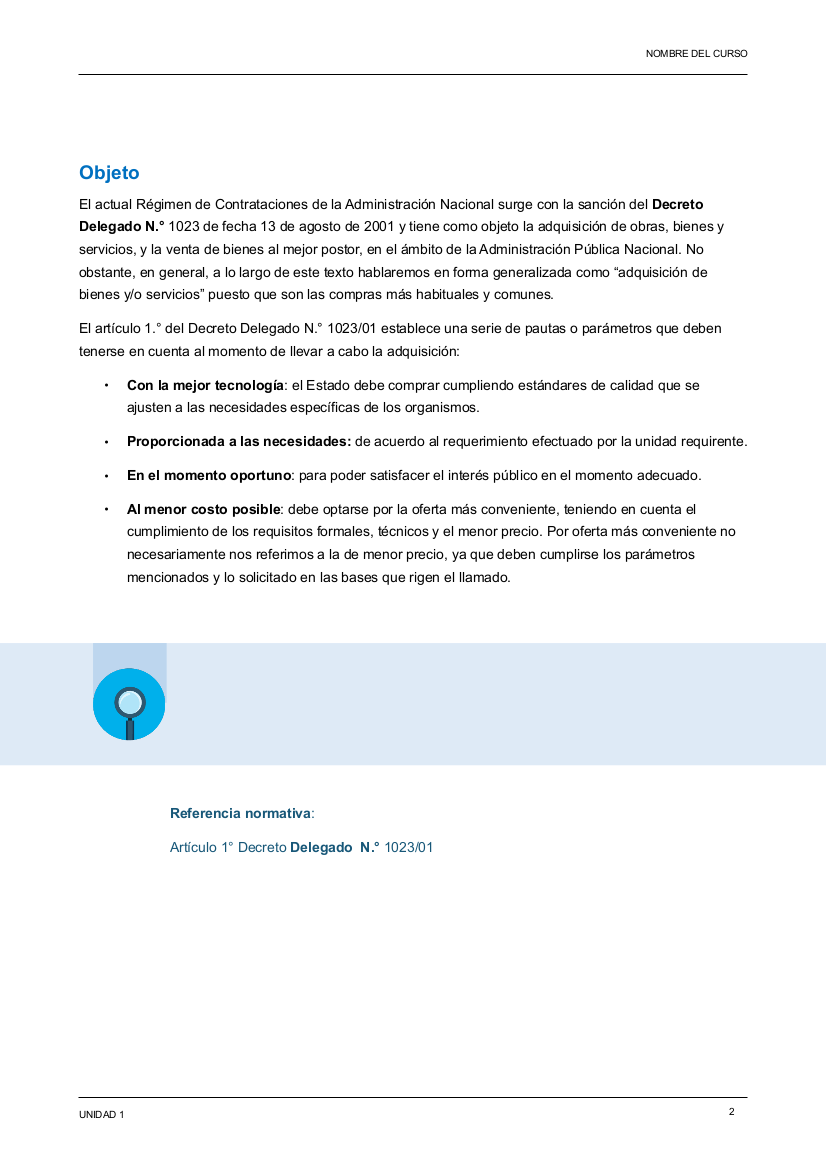 NOMBRE DEL CURSO
Objeto
El actual Régimen de Contrataciones de la Administración Nacional surge con la sanción del Decreto
Delegado N.° 1023 de fecha 13 de agosto de 2001 y tiene como objeto la adquisición de obras, bienes y
servicios, y la venta de bienes al mejor postor, en el ámbito de la Administración Pública Nacional. No
obstante, en general, a lo largo de este texto hablaremos en forma generalizada como “adquisición de
bienes y/o servicios” puesto que son las compras más habituales y comunes.
El artículo 1.° del Decreto Delegado N.° 1023/01 establece una serie de pautas o parámetros que deben
tenerse en cuenta al momento de llevar a cabo la adquisición:
• Con la mejor tecnología: el Estado debe comprar cumpliendo estándares de calidad que se
ajusten a las necesidades específicas de los organismos.
• Proporcionada a las necesidades: de acuerdo al requerimiento efectuado por la unidad requirente.
• En el momento oportuno: para poder satisfacer el interés público en el momento adecuado.
• Al menor costo posible: debe optarse por la oferta más conveniente, teniendo en cuenta el
cumplimiento de los requisitos formales, técnicos y el menor precio. Por oferta más conveniente no
necesariamente nos referimos a la de menor precio, ya que deben cumplirse los parámetros
mencionados y lo solicitado en las bases que rigen el llamado.
Referencia normativa:
Artículo 1° Decreto Delegado  N.° 1023/01
UNIDAD 1
2